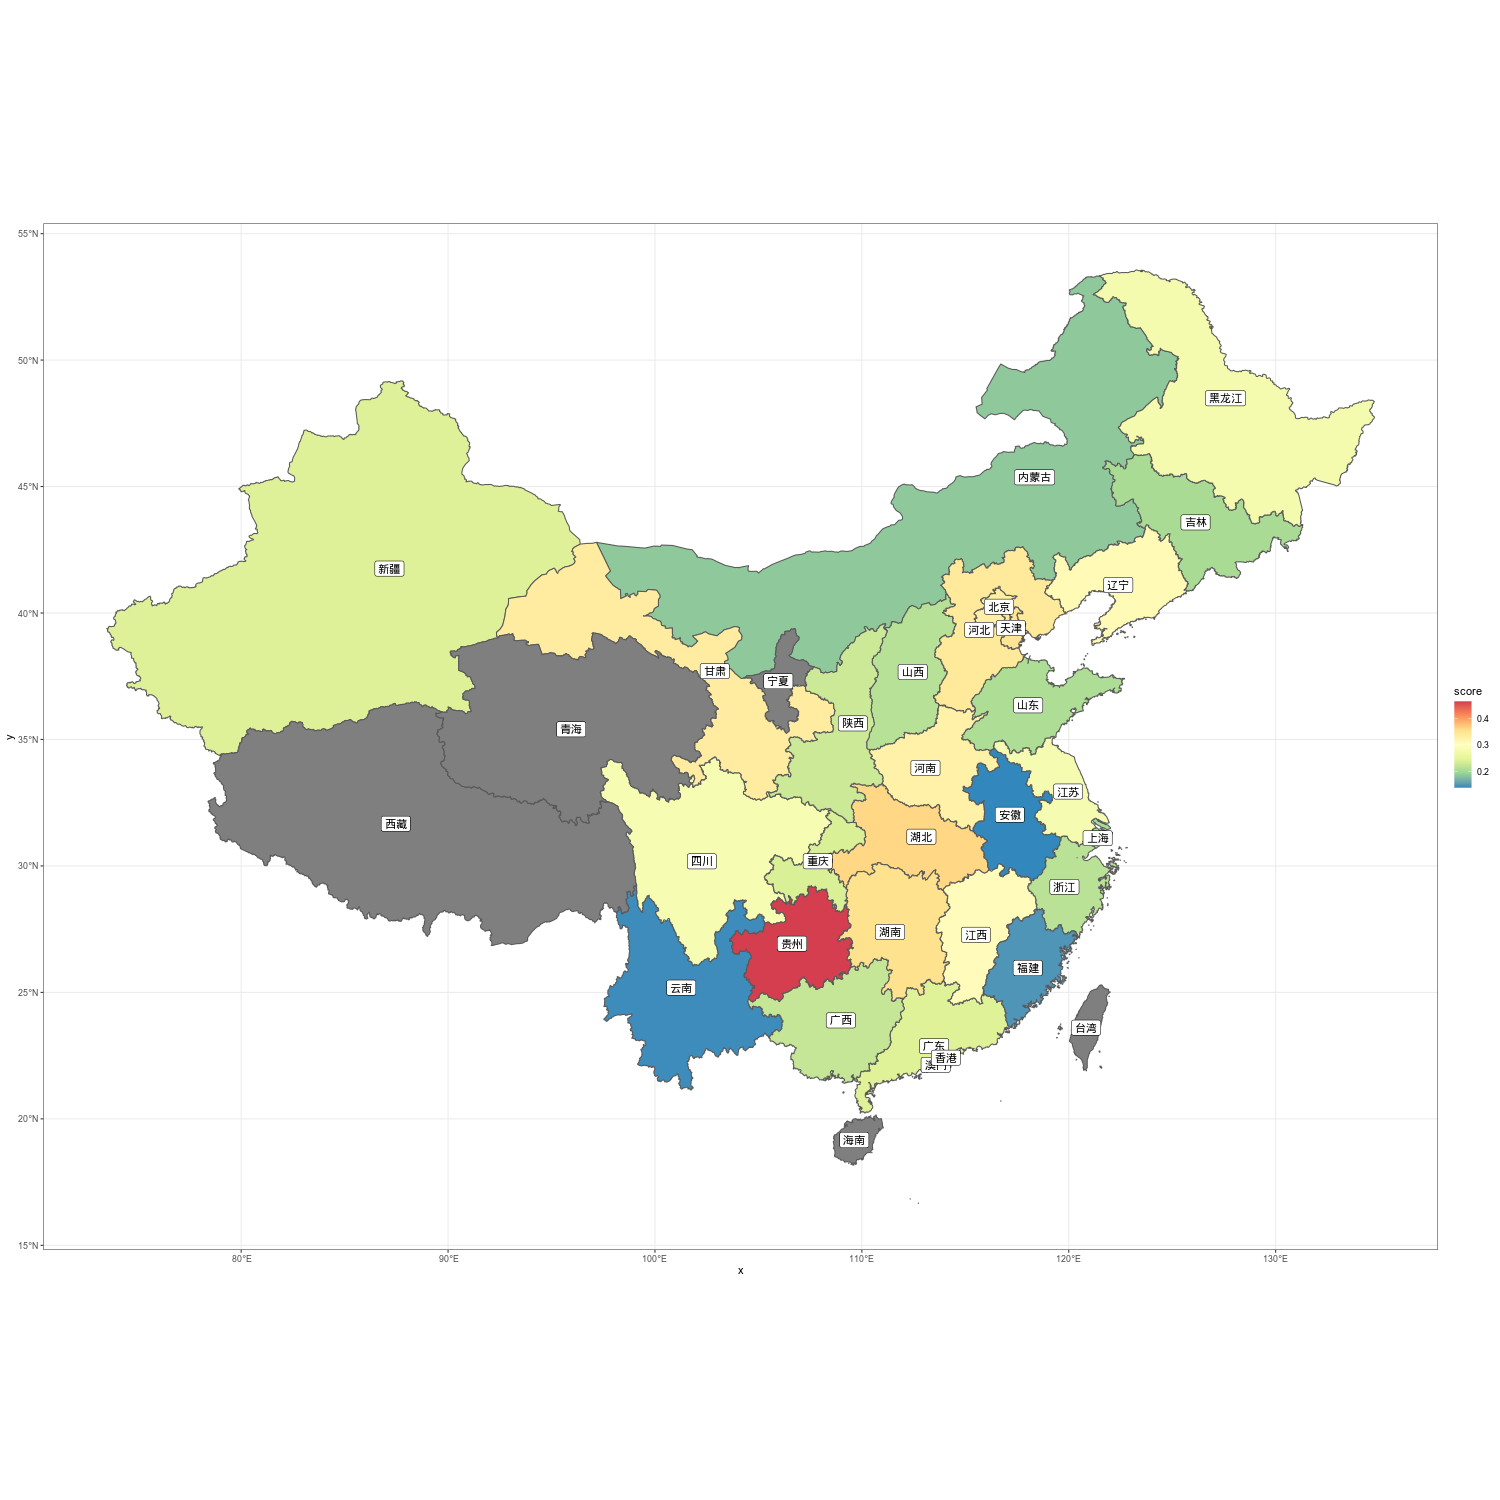 55°N
50°N
45°N
40°N
35°N
30°N
25°N
20°N
15°N
y
黑龙江
内蒙古
吉林
新疆
辽宁
北京
河北
天津
甘肃
山西
宁夏
山东
陕西
青海
河南
江苏
安徽
西藏
湖北
上海
四川
重庆
浙江
湖南
江西
贵州
福建
云南
广西
台湾
广东
香港
澳门
海南
80°E
90°E
100°E
110°E
120°E
130°E
x
score
0.4
0.3
0.2